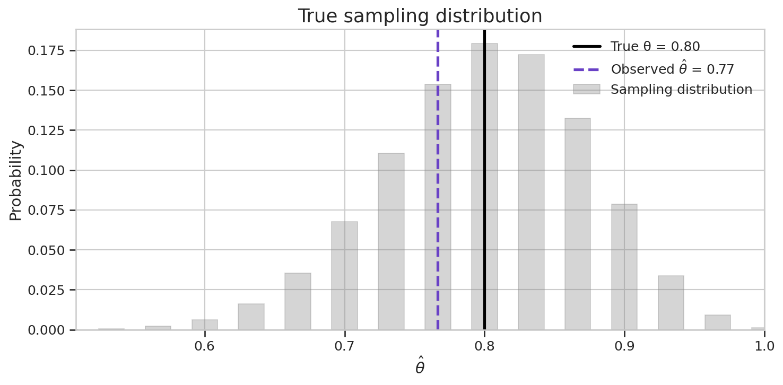 True sampling distribution
Probability
0.175
0.150
0.125
0.100
0.075
0.050
0.025
0.000
True θ = 0.80
Observed θ̂ = 0.77
Sampling distribution
0.6
0.7
0.8
0.9
1.0
θ̂